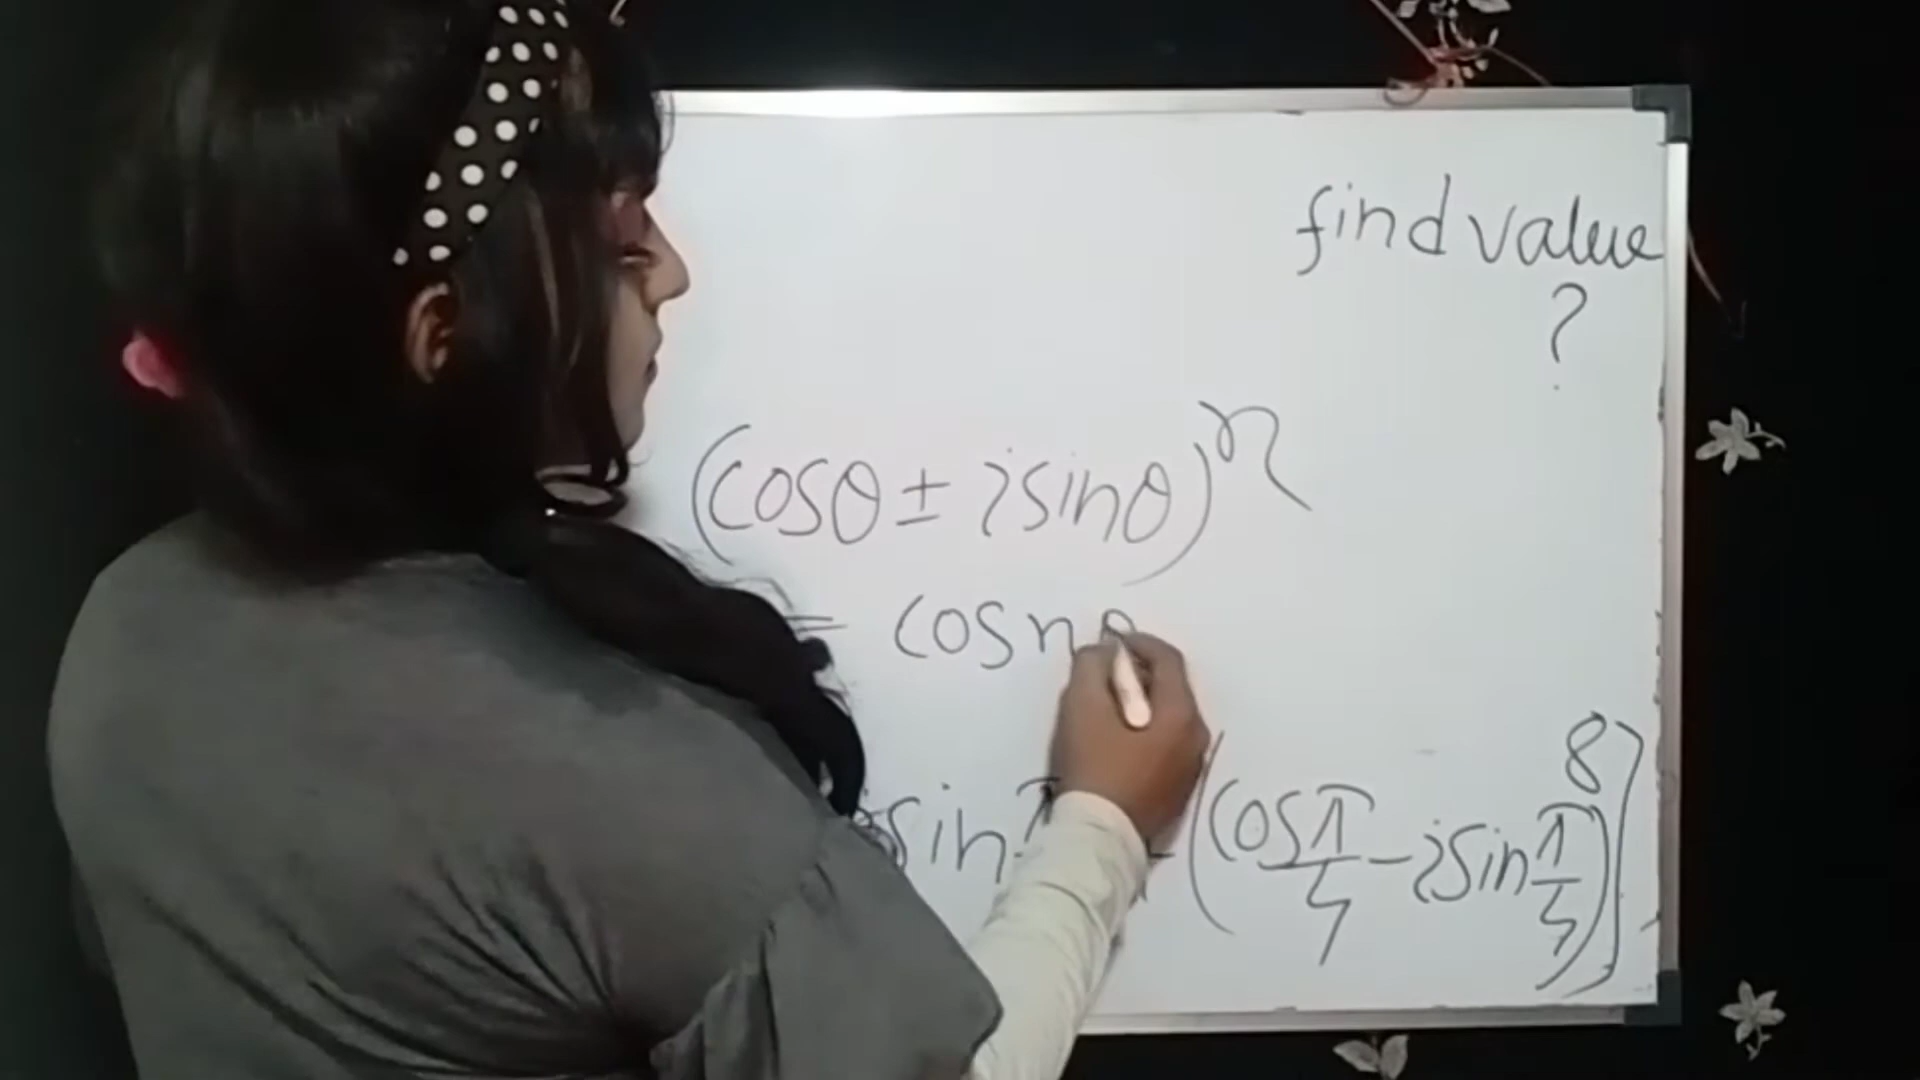 find value
?
(cosθ ± isinθ)^n
= cosnθ
sin π (cos π/4 - isin π/4)^8]